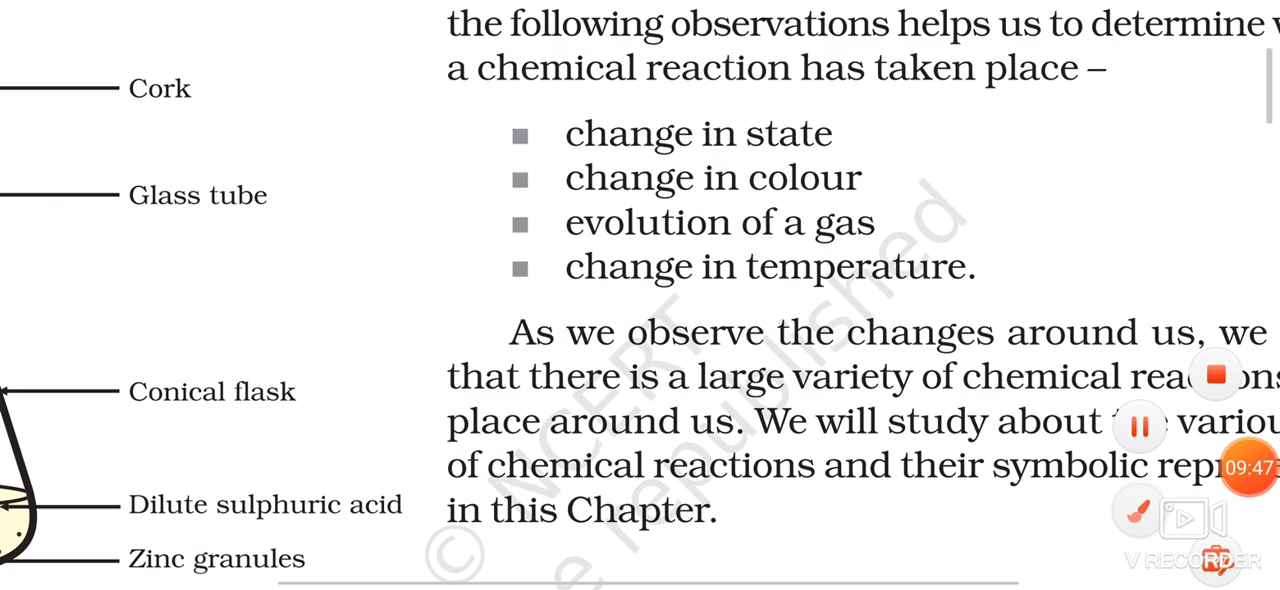 the following observations helps us to determine
a chemical reaction has taken place –
Cork
change in state
change in colour
Glass tube
evolution of a gas
change in temperature.
As we observe the changes around us, we
that there is a large variety of chemical
Conical flask
place around us. We will study about
of chemical reactions and their symbolic
Dilute sulphuric acid
in this Chapter.
Zinc granules
© NCERT
republished
09:47
V RECORDER